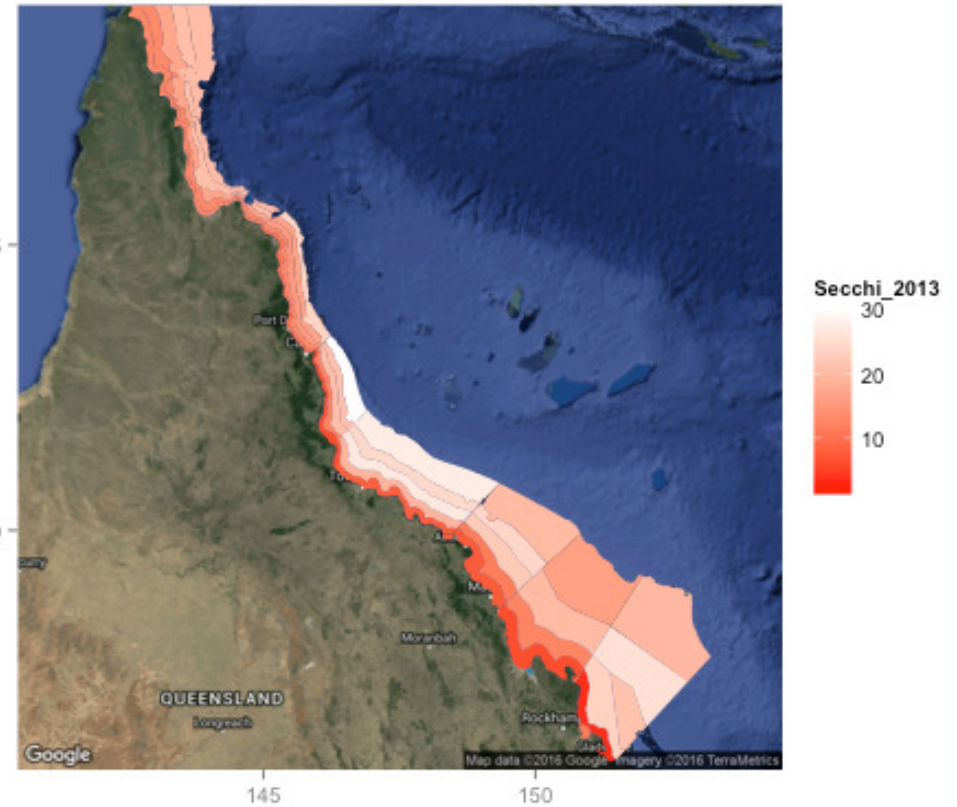 Secchi_2013
30
20
10
Port D
Moranbah
QUEENSLAND
Longreach
Rockham
Google
Map data ©2016 Google Imagery ©2016 TerraMetrics
145
150